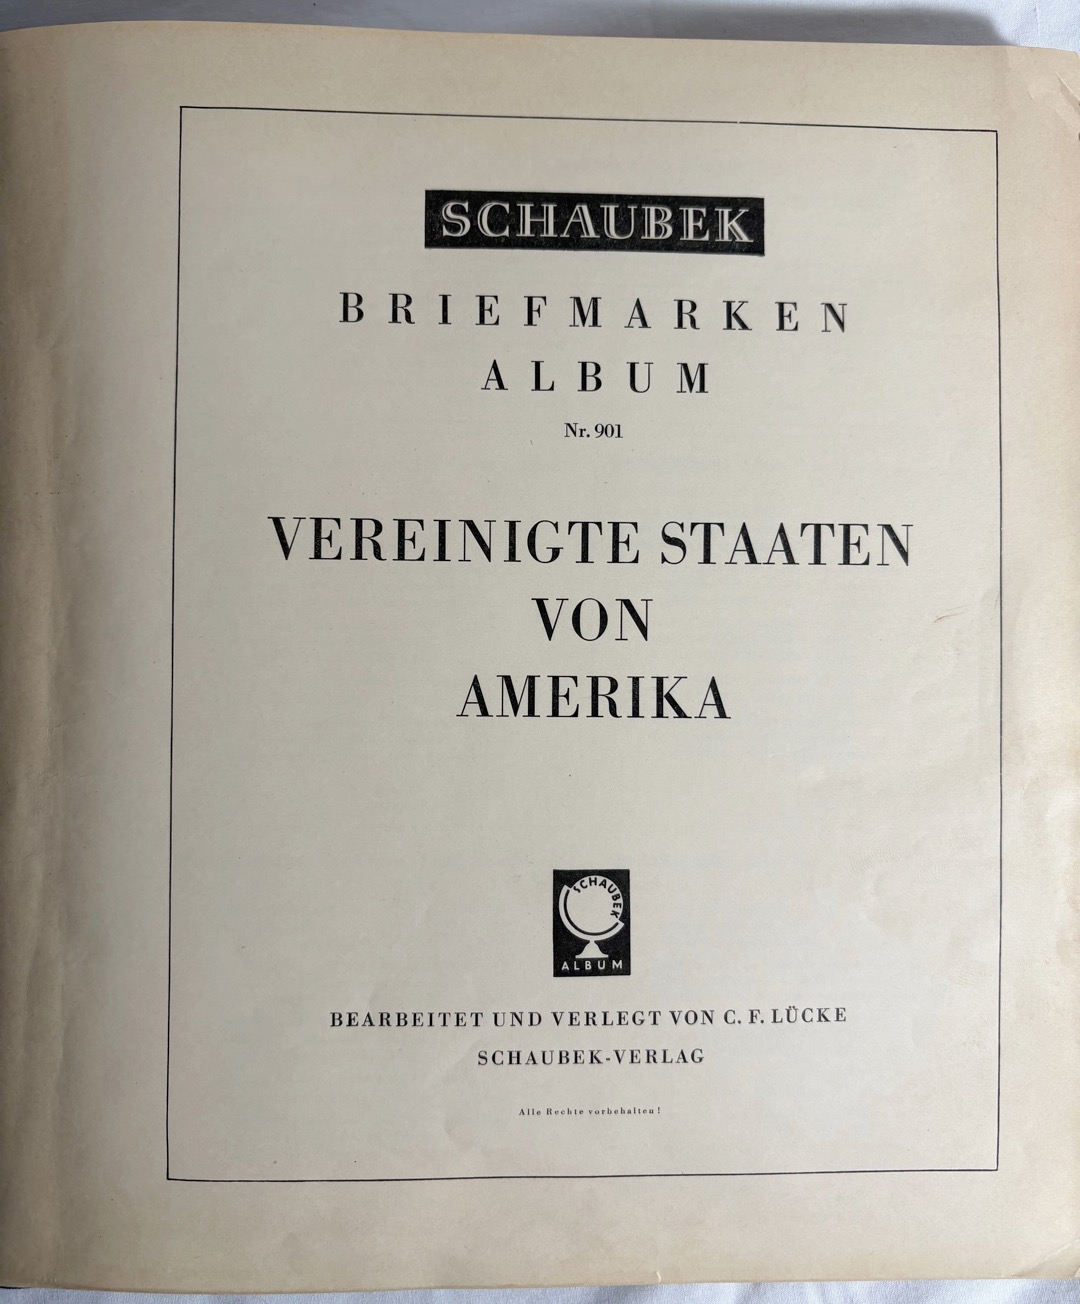 SCHAUBEK
BRIEFMARKEN
ALBUM
Nr. 901
VEREINIGTE STAATEN
VON
AMERIKA
SCHAUBEK
ALBUM
BEARBEITET UND VERLEGT VON C. F. LÜCKE
SCHAUBEK-VERLAG
Alle Rechte vorbehalten!